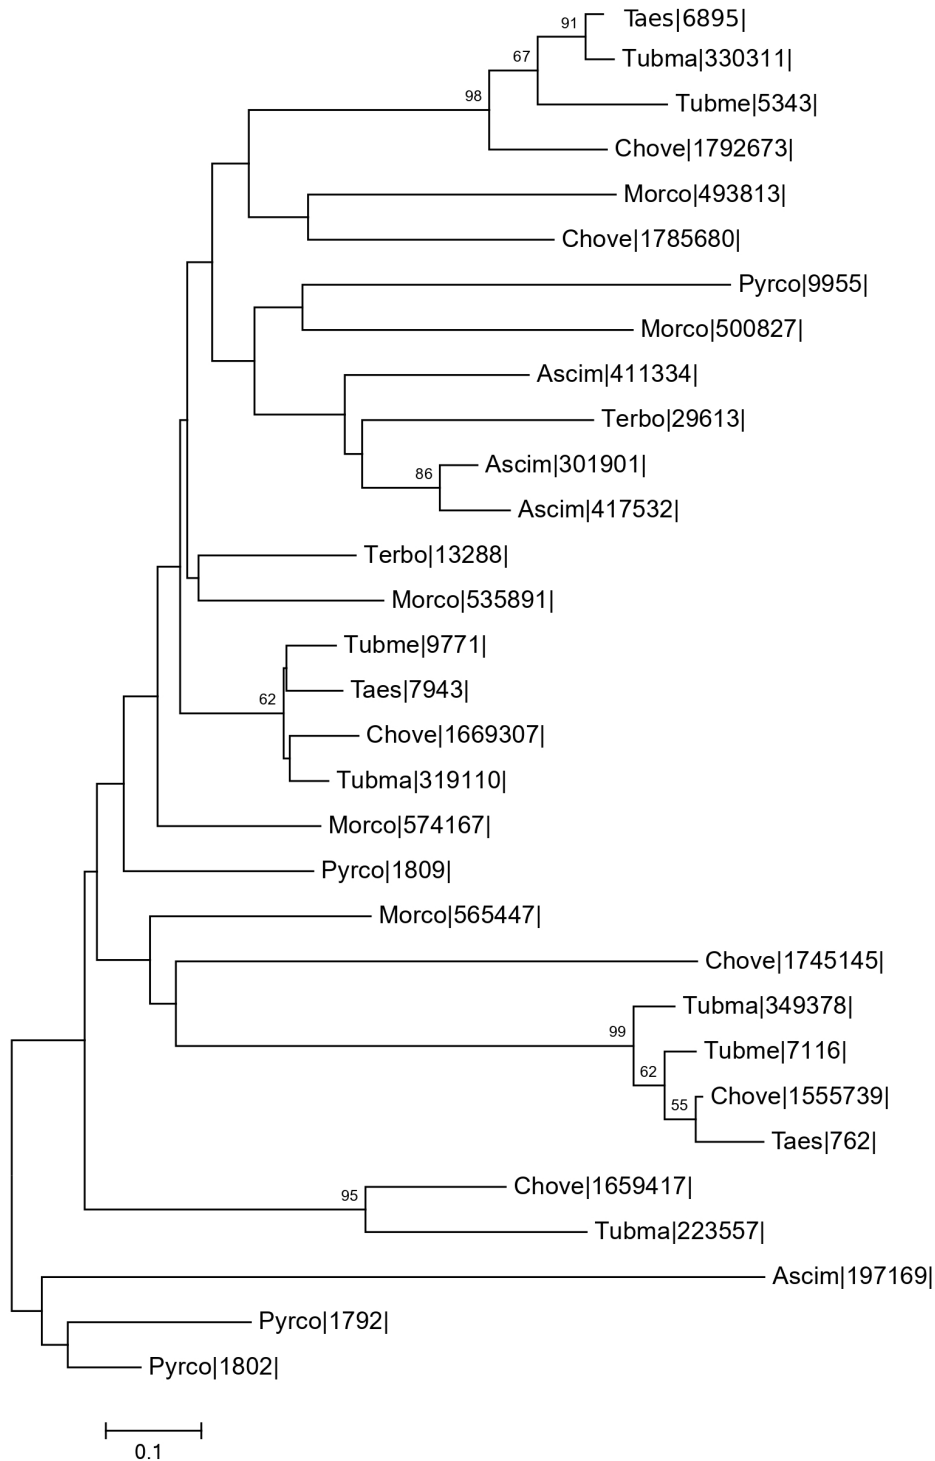 91
Taes|6895|
67
Tubma|330311|
98
Tubme|5343|
Chove|1792673|
Morco|493813|
Chove|1785680|
Pyrco|9955|
Morco|500827|
Ascim|411334|
Terbo|29613|
86
Ascim|301901|
Ascim|417532|
Terbo|13288|
Morco|535891|
Tubme|9771|
62
Taes|7943|
Chove|1669307|
Tubma|319110|
Morco|574167|
Pyrco|1809|
Morco|565447|
Chove|1745145|
99
Tubma|349378|
62
Tubme|7116|
55
Chove|1555739|
Taes|762|
95
Chove|1659417|
Tubma|223557|
Ascim|197169|
Pyrco|1792|
Pyrco|1802|
0.1